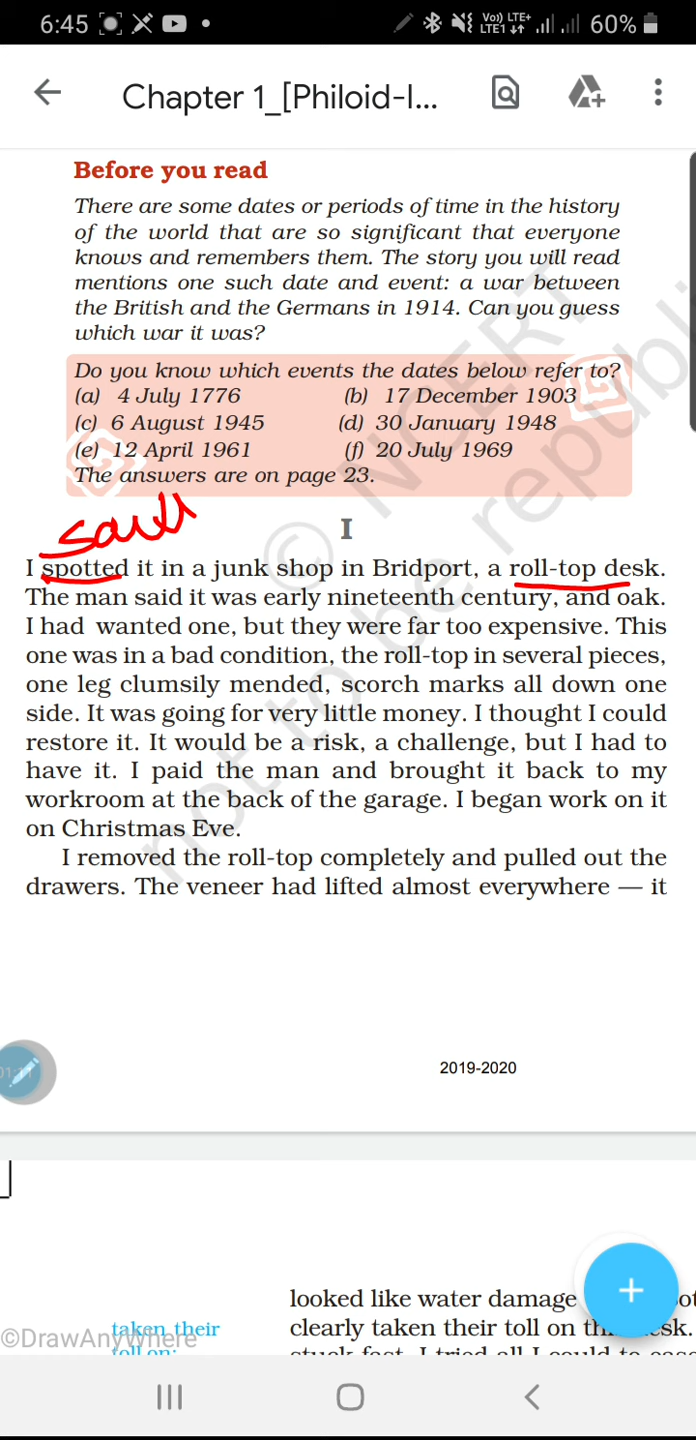 6:45 Vo)) LTE+ LTE1 60%
Chapter 1_[Philoid-I...
Before you read
There are some dates or periods of time in the history
of the world that are so significant that everyone
knows and remembers them. The story you will read
mentions one such date and event: a war between
the British and the Germans in 1914. Can you guess
which war it was?
Do you know which events the dates below refer to?
(a) 4 July 1776 (b) 17 December 1903
(c) 6 August 1945 (d) 30 January 1948
(e) 12 April 1961 (f) 20 July 1969
The answers are on page 23.
saw
I
I spotted it in a junk shop in Bridport, a roll-top desk.
The man said it was early nineteenth century, and oak.
I had wanted one, but they were far too expensive. This
one was in a bad condition, the roll-top in several pieces,
one leg clumsily mended, scorch marks all down one
side. It was going for very little money. I thought I could
restore it. It would be a risk, a challenge, but I had to
have it. I paid the man and brought it back to my
workroom at the back of the garage. I began work on it
on Christmas Eve.
I removed the roll-top completely and pulled out the
drawers. The veneer had lifted almost everywhere — it
© NCERT
not to be republi
2019-2020
looked like water damage
taken their clearly taken their toll on
toll on:
©DrawAnyWhere